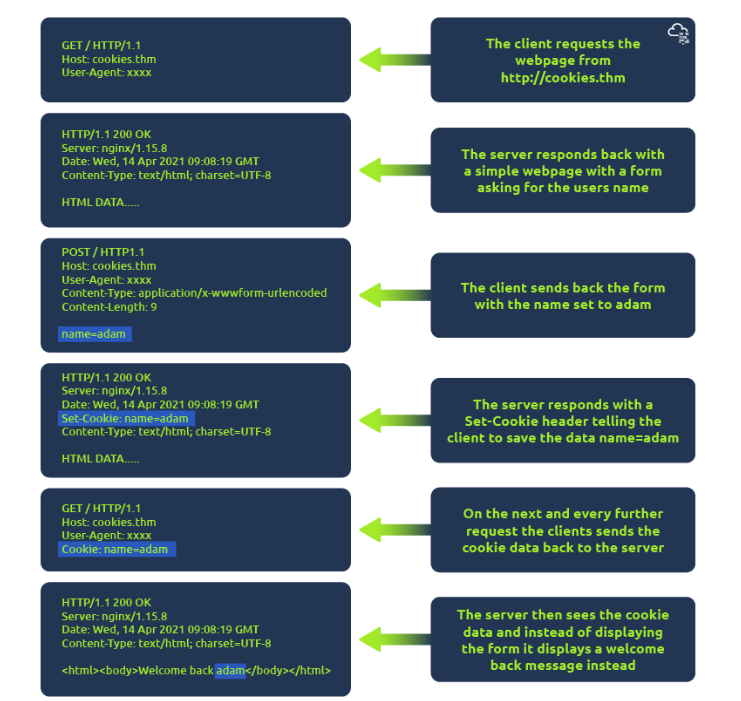 GET / HTTP/1.1
Host: cookies.thm
User-Agent: xxxx
The client requests the
webpage from
http://cookies.thm
HTTP/1.1 200 OK
Server: nginx/1.15.8
Date: Wed, 14 Apr 2021 09:08:19 GMT
Content-Type: text/html; charset=UTF-8
HTML DATA.....
The server responds back with
a simple webpage with a form
asking for the users name
POST / HTTP1.1
Host: cookies.thm
User-Agent: xxxx
Content-Type: application/x-wwwform-urlencoded
Content-Length: 9
name=adam
The client sends back the form
with the name set to adam
HTTP/1.1 200 OK
Server: nginx/1.15.8
Date: Wed, 14 Apr 2021 09:08:19 GMT
Set-Cookie: name=adam
Content-Type: text/html; charset=UTF-8
HTML DATA.....
The server responds with a
Set-Cookie header telling the
client to save the data name=adam
GET / HTTP/1.1
Host: cookies.thm
User-Agent: xxxx
Cookie: name=adam
On the next and every further
request the clients sends the
cookie data back to the server
HTTP/1.1 200 OK
Server: nginx/1.15.8
Date: Wed, 14 Apr 2021 09:08:19 GMT
Content-Type: text/html; charset=UTF-8
<html><body>Welcome back adam</body></html>
The server then sees the cookie
data and instead of displaying
the form it displays a welcome
back message instead